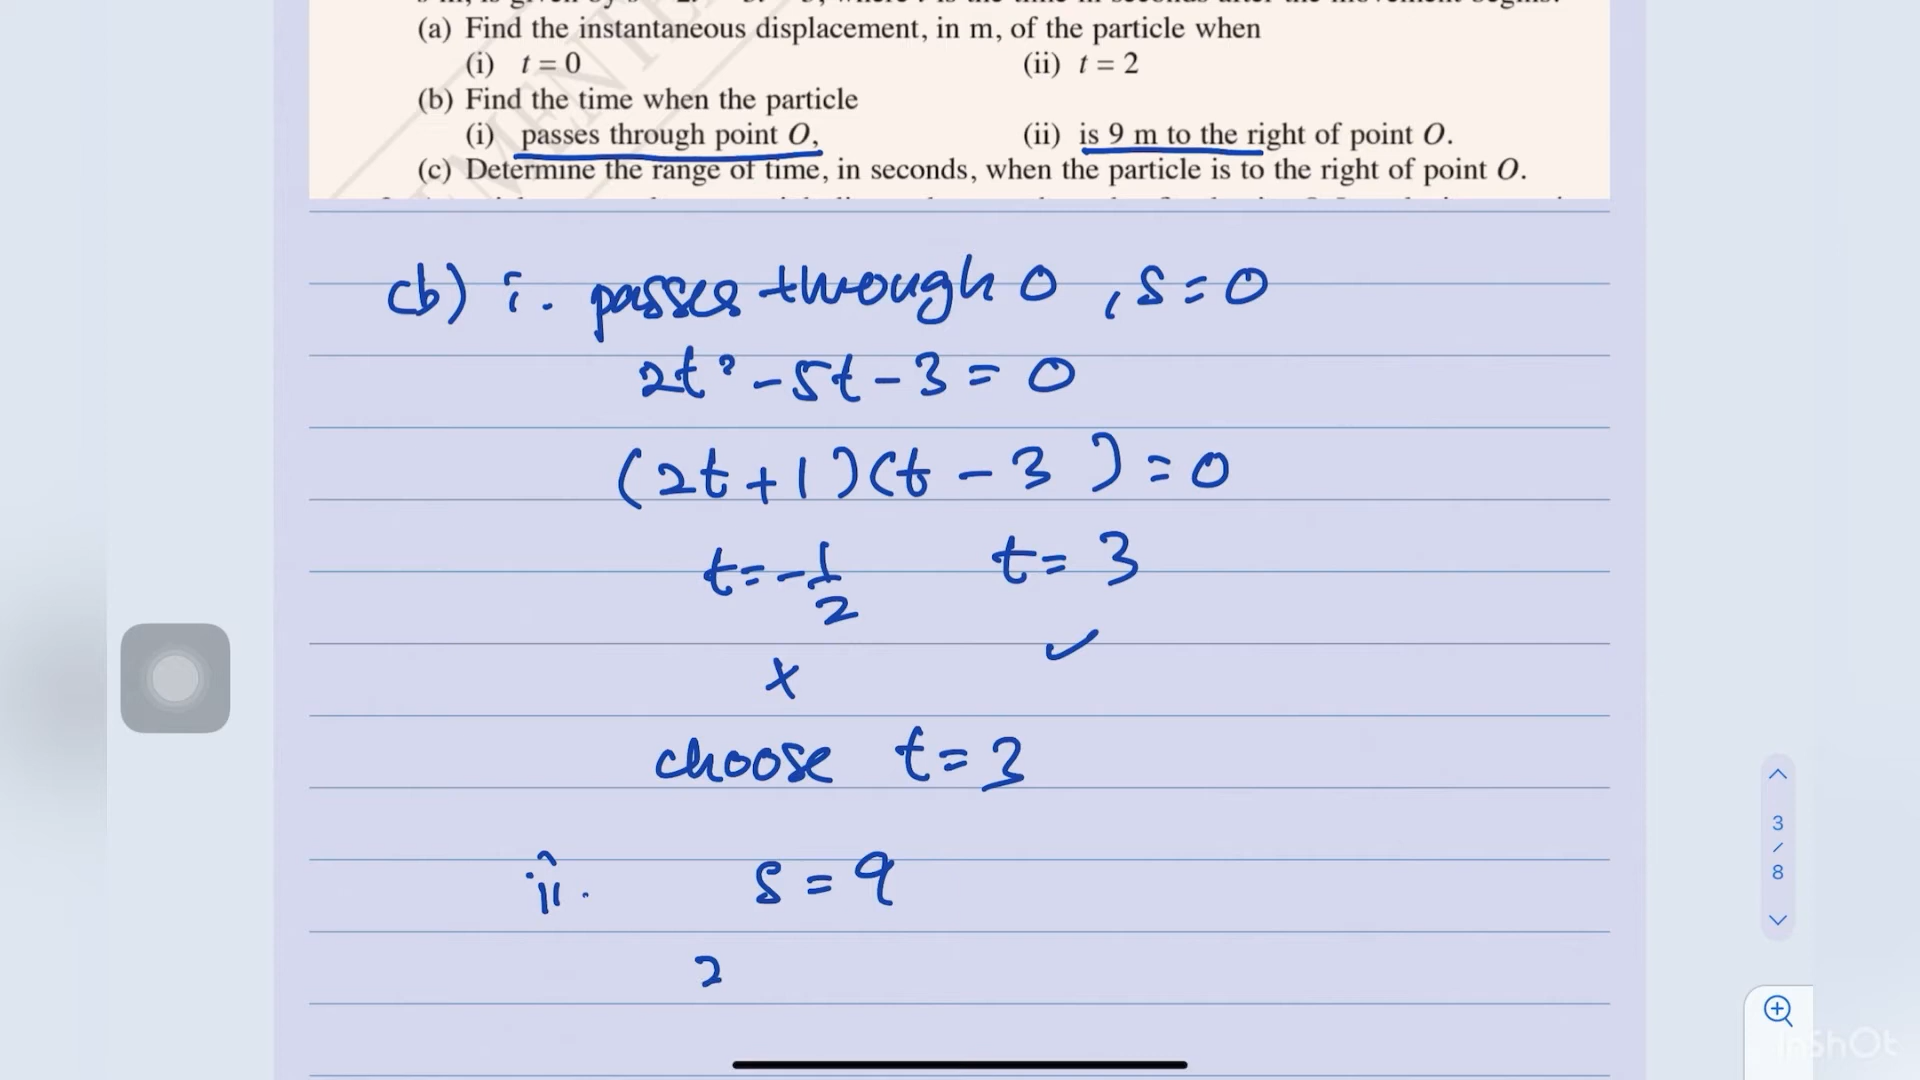 (a) Find the instantaneous displacement, in m, of the particle when
(i) t = 0 (ii) t = 2
(b) Find the time when the particle
(i) passes through point O, (ii) is 9 m to the right of point O.
(c) Determine the range of time, in seconds, when the particle is to the right of point O.
(b) i. passes through O, s = 0
2t² - 5t - 3 = 0
(2t + 1)(t - 3) = 0
t = -1/2 t = 3
x ✓
choose t = 3
ii. s = 9
2
3
/
8
InShOt